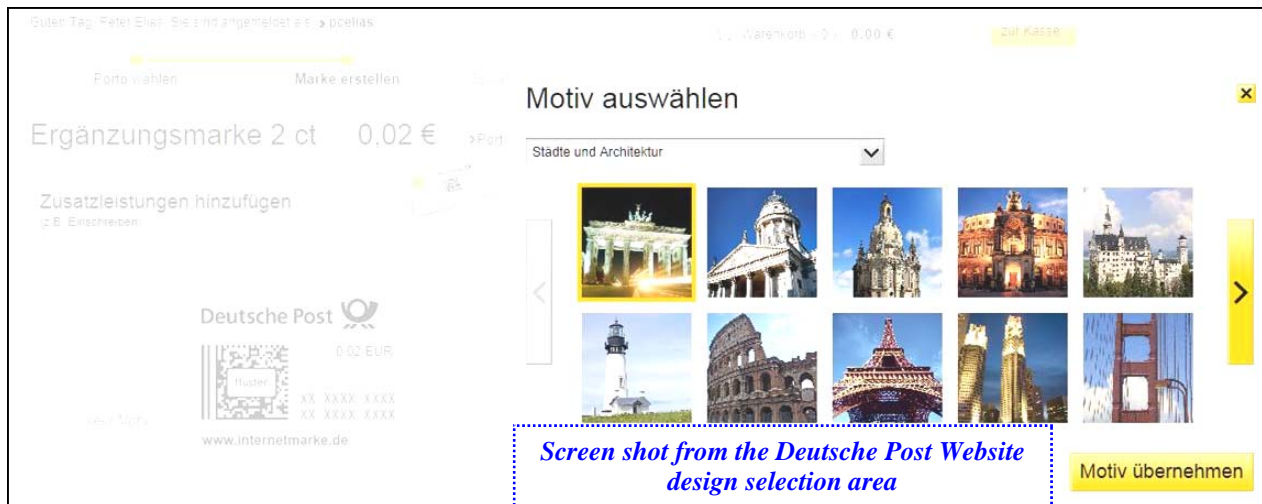 Guten Tag, Peter Elias. Sie sind angemeldet als: > pcelias
Warenkorb 0,00 €
zur Kasse
Porto wählen
Marke erstellen
Motiv auswählen
Ergänzungsmarke 2 ct 0,02 € >Port
Städte und Architektur
Zusatzleistungen hinzufügen
(z.B. Einschreiben
Deutsche Post
0,02 EUR
Muster
XX XXXX XXXX
XX XXXX XXXX
www.internetmarke.de
Screen shot from the Deutsche Post Website
design selection area
Motiv übernehmen